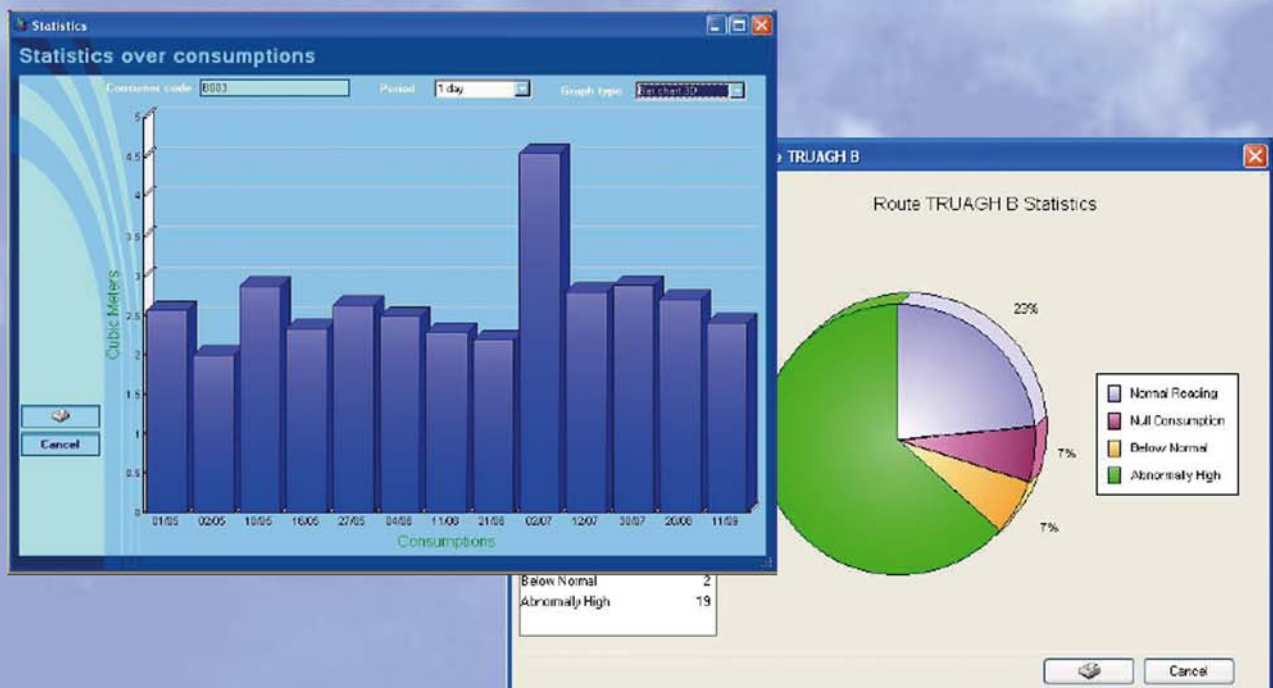 Statistics
Statistics over consumptions
Consumer code B003 Period 1 day Graph type Bar chart 3D
5
4.5
4
3.5
3
2.5
2
1.5
1
0.5
0
Cubic Meters
01/05 02/05 10/05 16/05 27/05 04/06 11/06 21/06 02/07 12/07 30/07 20/08 11/09
Consumptions
Cancel
TRUAGH B
Route TRUAGH B Statistics
23%
7%
7%
Normal Reading
Null Consumption
Below Normal
Abnormally High
Below Normal 2
Abnormally High 19
Cancel